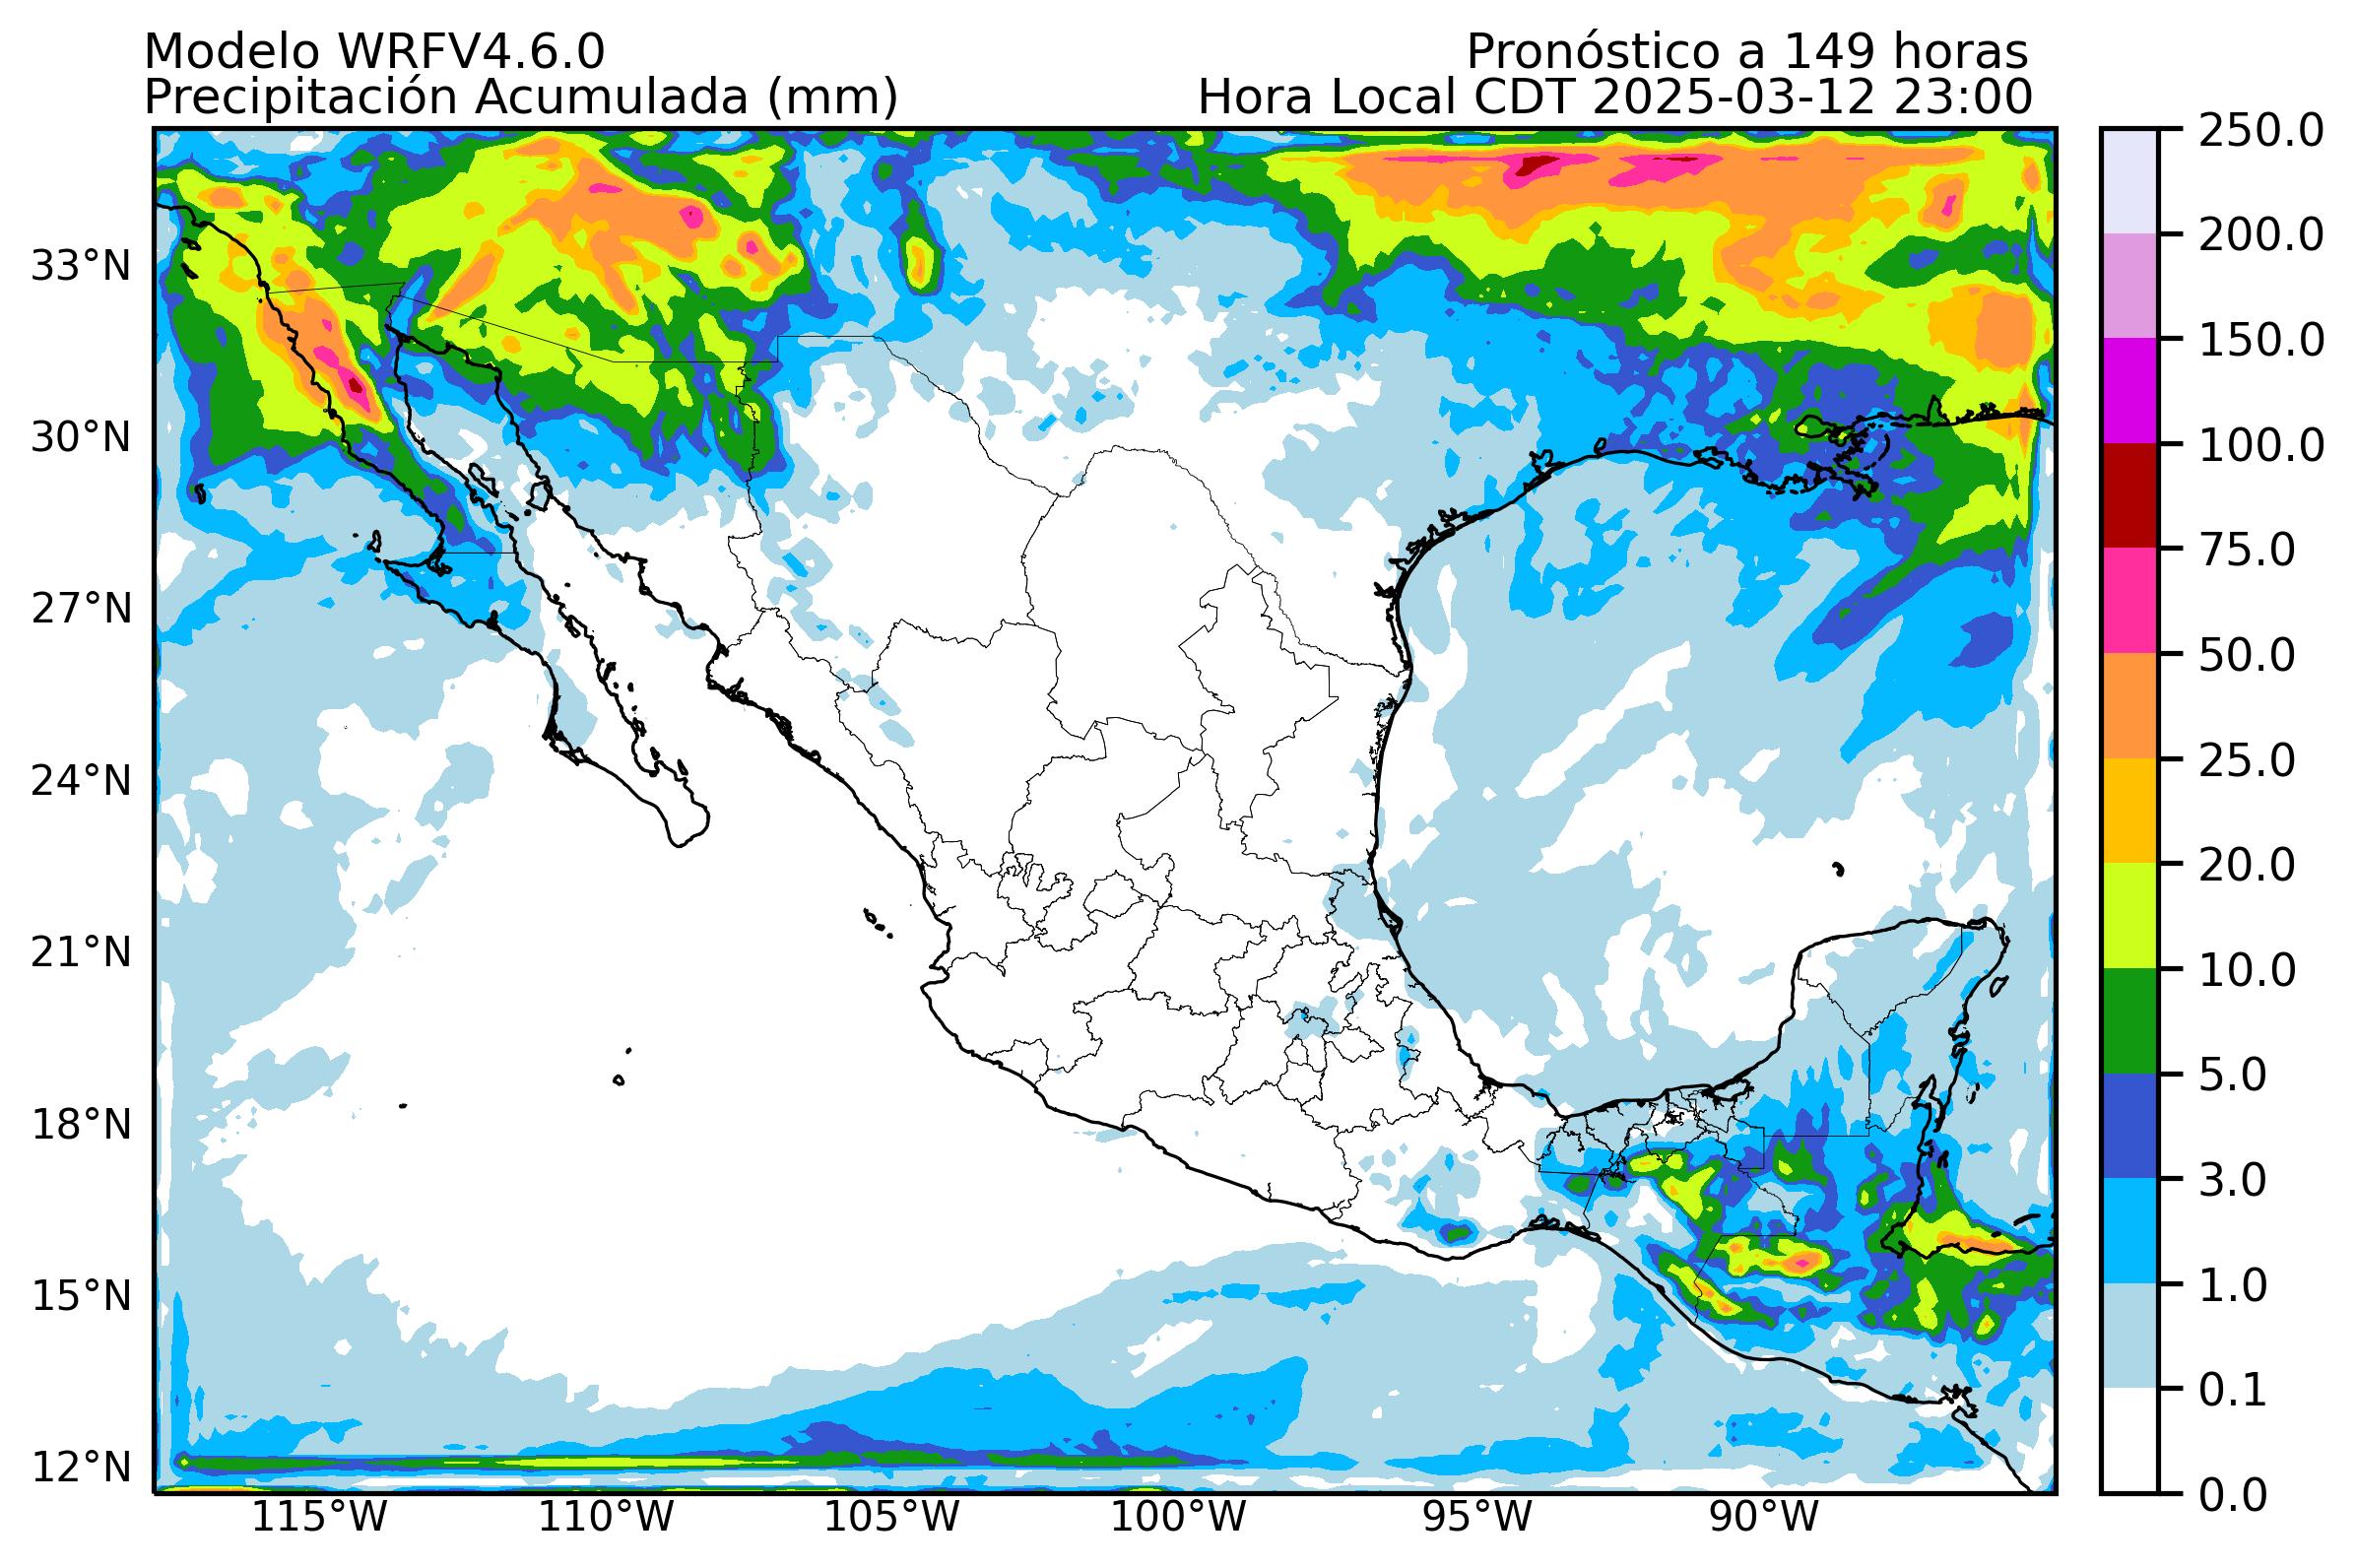 Modelo WRFV4.6.0
Pronóstico a 149 horas
Precipitación Acumulada (mm)
Hora Local CDT 2025-03-12 23:00
33°N
30°N
27°N
24°N
21°N
18°N
15°N
12°N
115°W
110°W
105°W
100°W
95°W
90°W
250.0
200.0
150.0
100.0
75.0
50.0
25.0
20.0
10.0
5.0
3.0
1.0
0.1
0.0